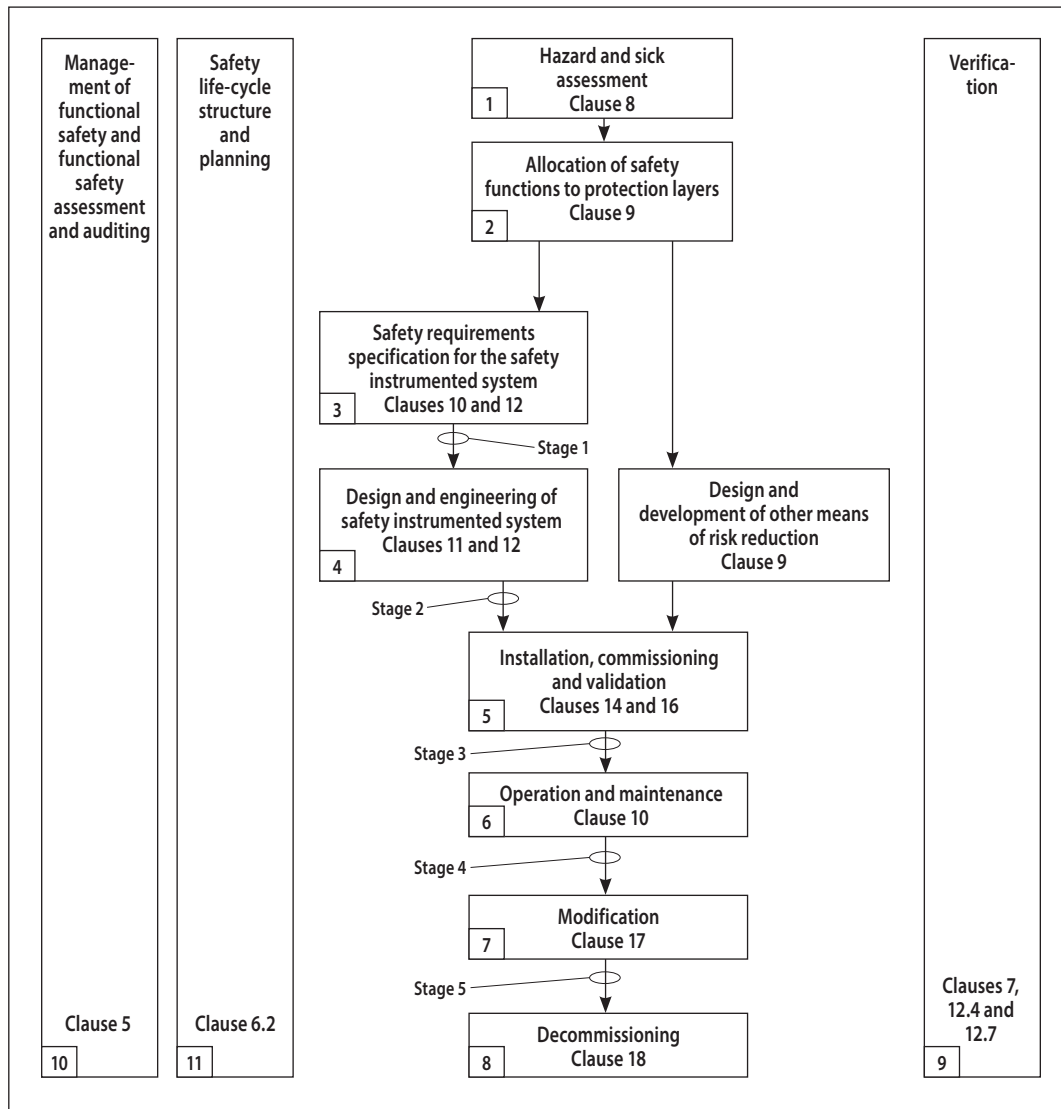 Manage-
ment of
functional
safety and
functional
safety
assessment
and auditing
Clause 5
10
Safety
life-cycle
structure
and
planning
Clause 6.2
11
Hazard and sick
assessment
Clause 8
1
Allocation of safety
functions to protection layers
Clause 9
2
Safety requirements
specification for the safety
instrumented system
Clauses 10 and 12
3
Stage 1
Design and engineering of
safety instrumented system
Clauses 11 and 12
4
Design and
development of other means
of risk reduction
Clause 9
Stage 2
Installation, commissioning
and validation
Clauses 14 and 16
5
Stage 3
Operation and maintenance
Clause 10
6
Stage 4
Modification
Clause 17
7
Stage 5
Decommissioning
Clause 18
8
Verifica-
tion
Clauses 7,
12.4 and
12.7
9